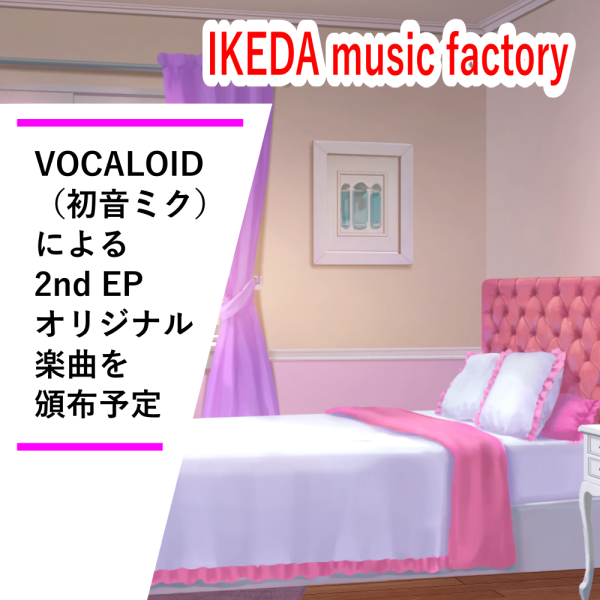 IKEDA music factory
VOCALOID
（初音ミク）
による
2nd EP
オリジナル
楽曲を
頒布予定